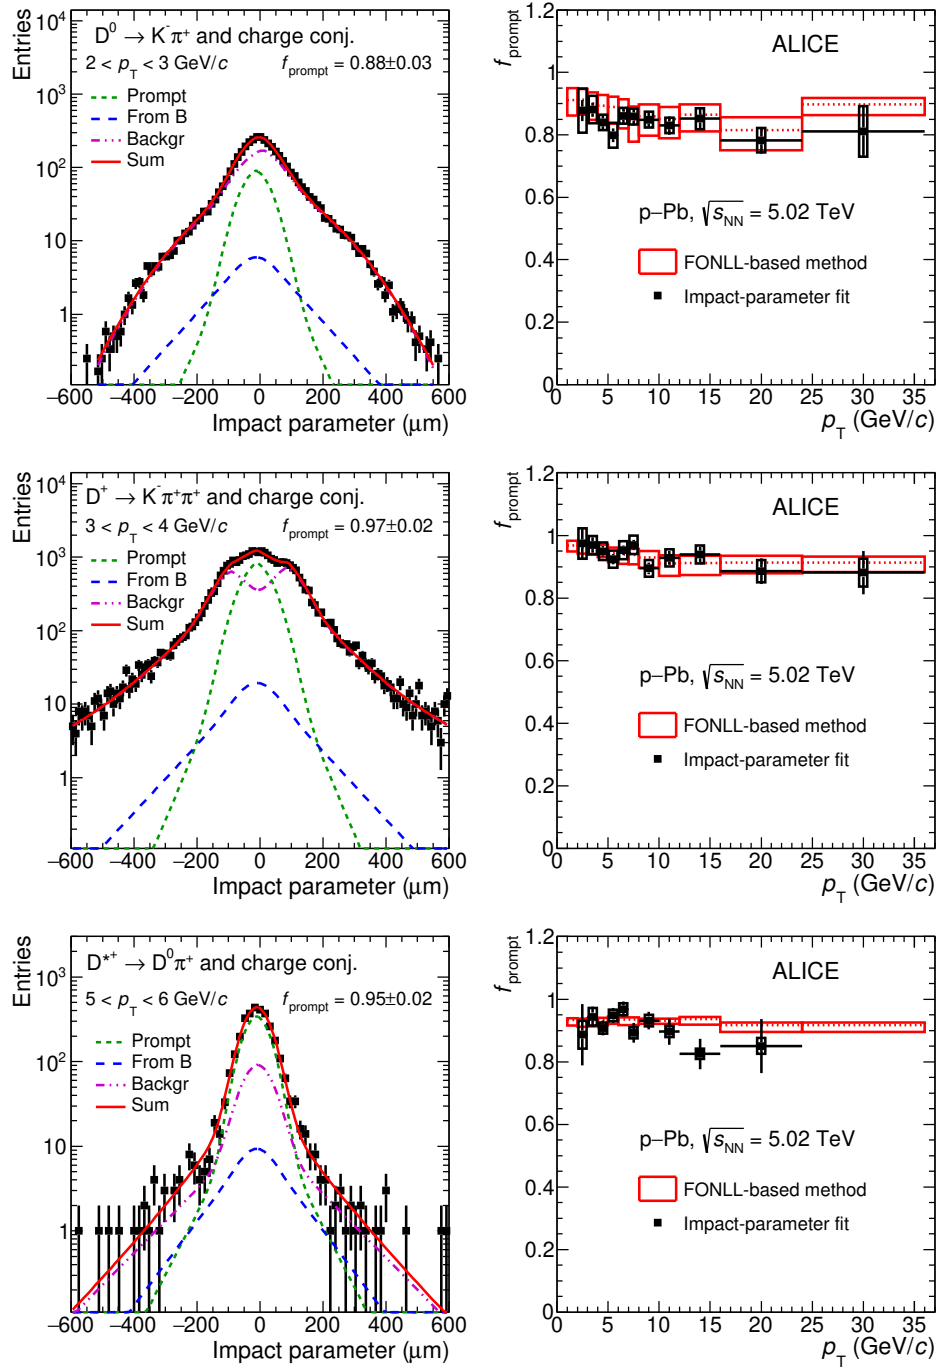 Entries
10⁴
10³
10²
10
1
D⁰ → K⁻π⁺ and charge conj.
2 < p_T < 3 GeV/c f_prompt = 0.88±0.03
Prompt
From B
Backgr
Sum
−600 −400 −200 0 200 400 600
Impact parameter (μm)
f_prompt
1.2
1
0.8
0.6
0.4
0.2
0
ALICE
p–Pb, √s_NN = 5.02 TeV
FONLL-based method
Impact-parameter fit
0 5 10 15 20 25 30 35
p_T (GeV/c)
Entries
10⁴
10³
10²
10
1
D⁺ → K⁻π⁺π⁺ and charge conj.
3 < p_T < 4 GeV/c f_prompt = 0.97±0.02
Prompt
From B
Backgr
Sum
−600 −400 −200 0 200 400 600
Impact parameter (μm)
f_prompt
1.2
1
0.8
0.6
0.4
0.2
0
ALICE
p–Pb, √s_NN = 5.02 TeV
FONLL-based method
Impact-parameter fit
0 5 10 15 20 25 30 35
p_T (GeV/c)
Entries
10³
10²
10
1
D*⁺ → D⁰π⁺ and charge conj.
5 < p_T < 6 GeV/c f_prompt = 0.95±0.02
Prompt
From B
Backgr
Sum
−600 −400 −200 0 200 400 600
Impact parameter (μm)
f_prompt
1.2
1
0.8
0.6
0.4
0.2
0
ALICE
p–Pb, √s_NN = 5.02 TeV
FONLL-based method
Impact-parameter fit
0 5 10 15 20 25 30 35
p_T (GeV/c)